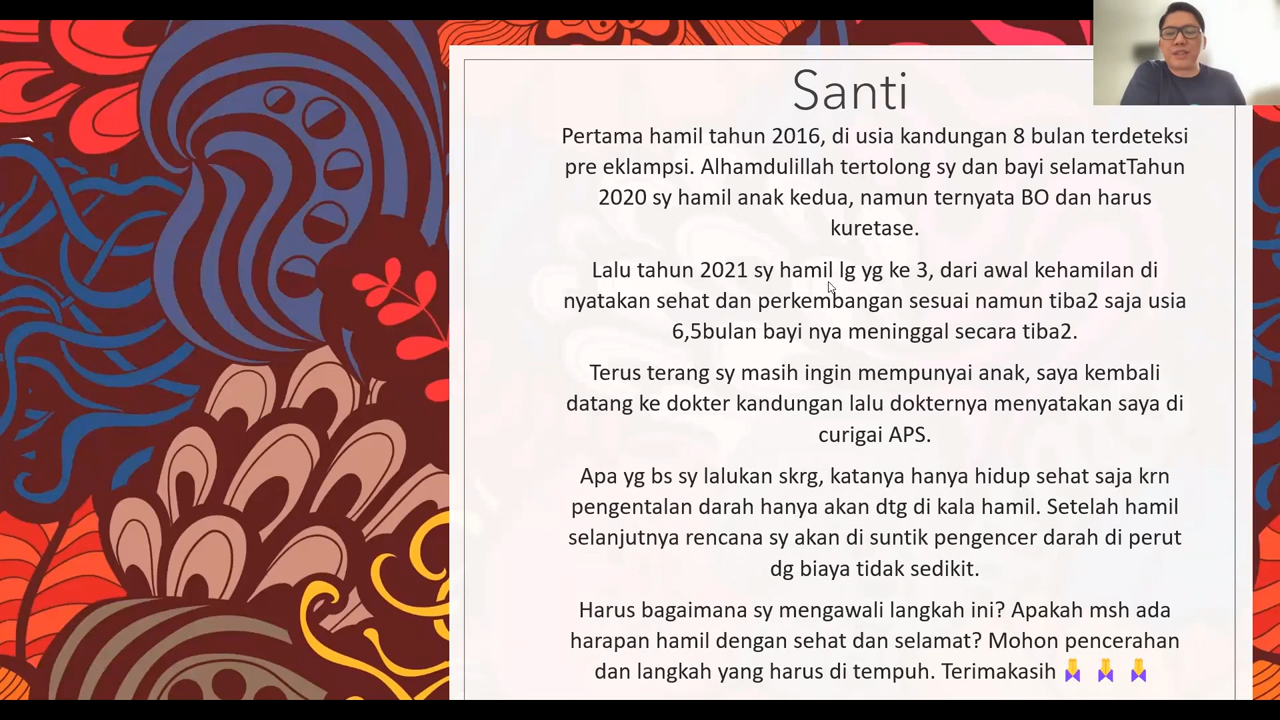 Santi
Pertama hamil tahun 2016, di usia kandungan 8 bulan terdeteksi
pre eklampsi. Alhamdulillah tertolong sy dan bayi selamatTahun
2020 sy hamil anak kedua, namun ternyata BO dan harus
kuretase.
Lalu tahun 2021 sy hamil lg yg ke 3, dari awal kehamilan di
nyatakan sehat dan perkembangan sesuai namun tiba2 saja usia
6,5bulan bayi nya meninggal secara tiba2.
Terus terang sy masih ingin mempunyai anak, saya kembali
datang ke dokter kandungan lalu dokternya menyatakan saya di
curigai APS.
Apa yg bs sy lalukan skrg, katanya hanya hidup sehat saja krn
pengentalan darah hanya akan dtg di kala hamil. Setelah hamil
selanjutnya rencana sy akan di suntik pengencer darah di perut
dg biaya tidak sedikit.
Harus bagaimana sy mengawali langkah ini? Apakah msh ada
harapan hamil dengan sehat dan selamat? Mohon pencerahan
dan langkah yang harus di tempuh. Terimakasih 🙏 🙏 🙏